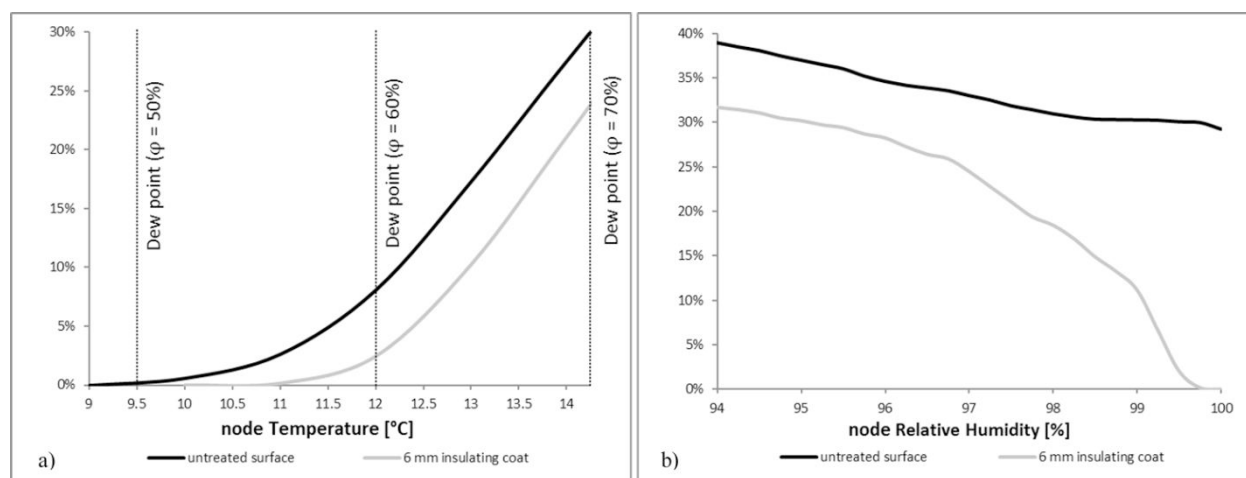 30%
25%
20%
15%
10%
5%
0%
Dew point (φ = 50%)
Dew point (φ = 60%)
Dew point (φ = 70%)
9 9.5 10 10.5 11 11.5 12 12.5 13 13.5 14
node Temperature [°C]
a)
untreated surface 6 mm insulating coat
40%
35%
30%
25%
20%
15%
10%
5%
0%
94 95 96 97 98 99 100
node Relative Humidity [%]
b)
untreated surface 6 mm insulating coat